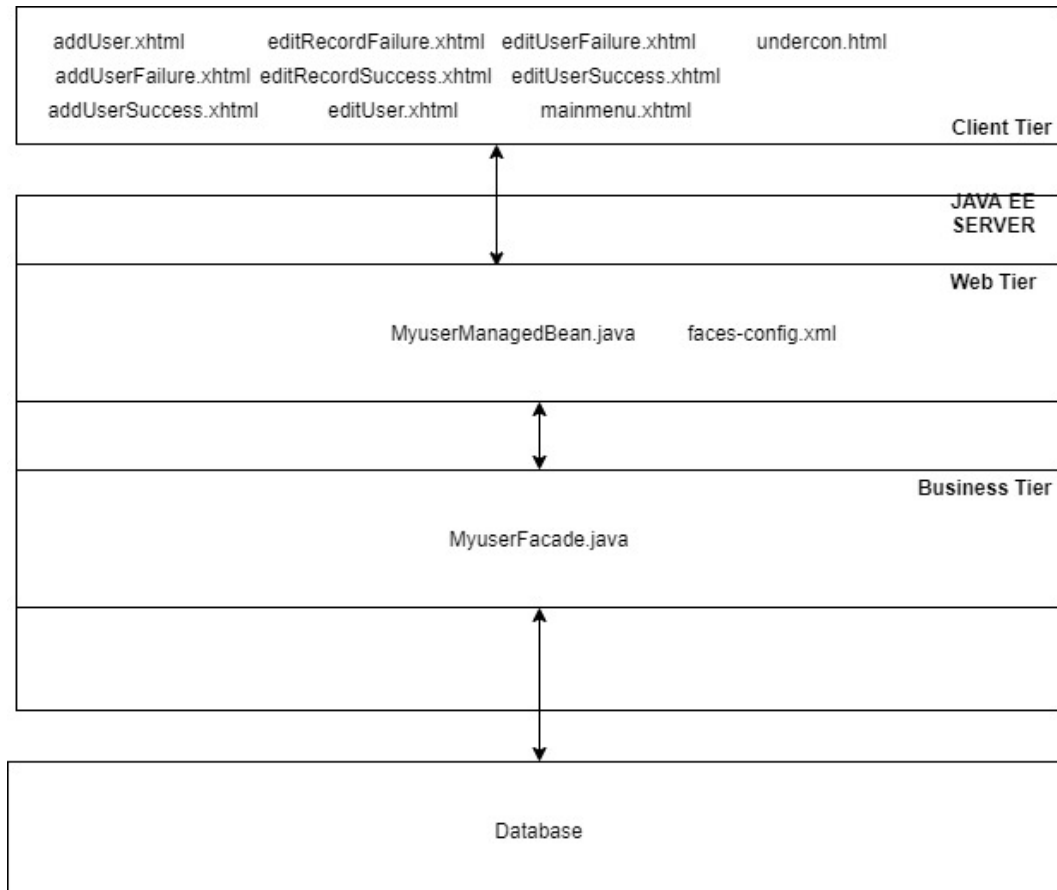 addUser.xhtml editRecordFailure.xhtml editUserFailure.xhtml undercon.html
addUserFailure.xhtml editRecordSuccess.xhtml editUserSuccess.xhtml
addUserSuccess.xhtml editUser.xhtml mainmenu.xhtml
Client Tier
JAVA EE
SERVER
Web Tier
MyuserManagedBean.java faces-config.xml
Business Tier
MyuserFacade.java
Database